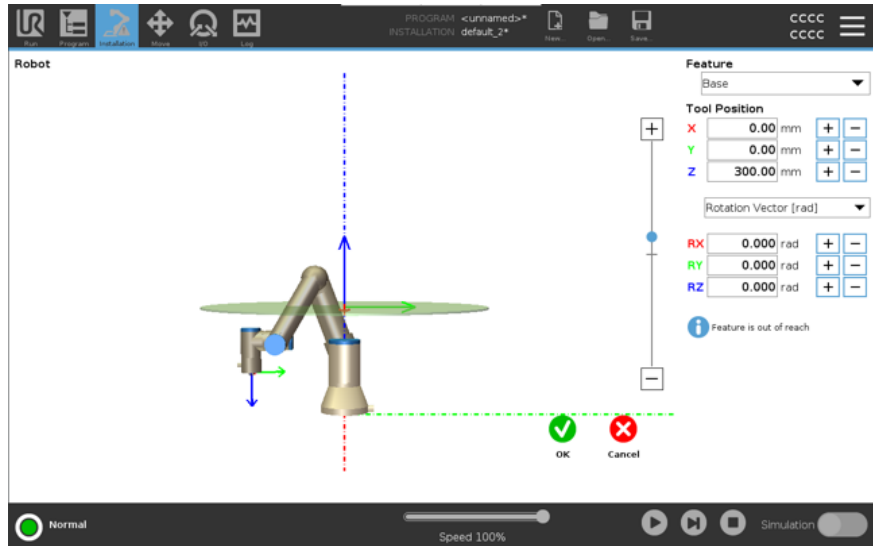 UR
PROGRAM <unnamed>*
INSTALLATION default_2*
cccc
cccc
Run
Program
Installation
Move
I/O
Log
New...
Open...
Save...
Robot
Feature
Base
Tool Position
X 0.00 mm + −
Y 0.00 mm + −
Z 300.00 mm + −
Rotation Vector [rad]
RX 0.000 rad + −
RY 0.000 rad + −
RZ 0.000 rad + −
i Feature is out of reach
OK
Cancel
Normal
Speed 100%
Simulation